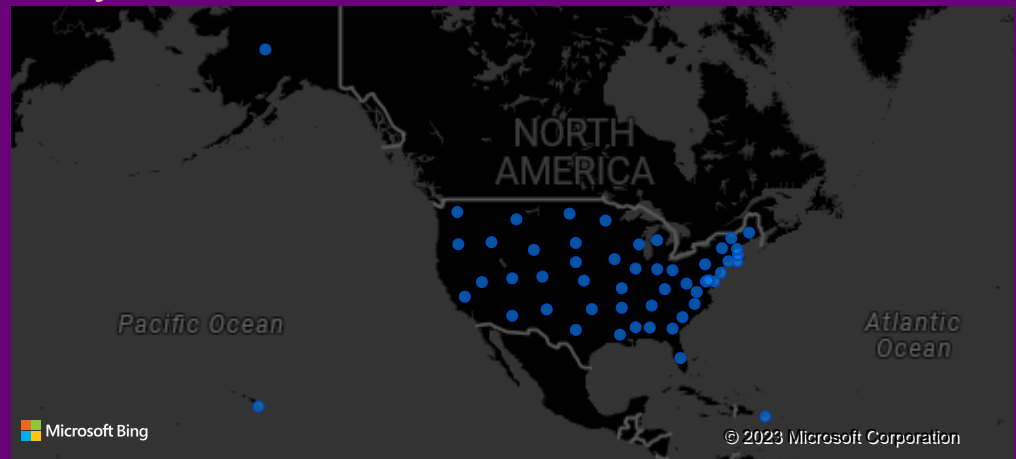 NORTH
AMERICA
Pacific Ocean
Atlantic
Ocean
Microsoft Bing
© 2023 Microsoft Corporation